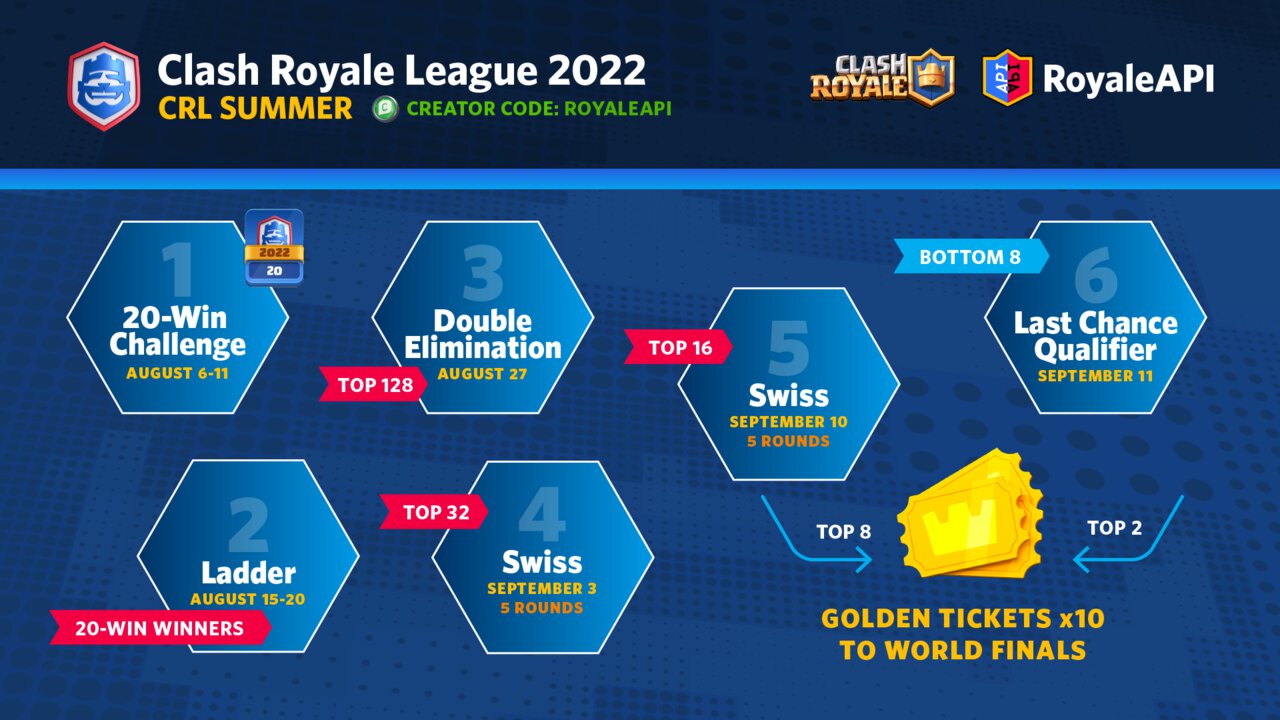 Clash Royale League 2022
CRL SUMMER
CREATOR CODE: ROYALEAPI
CLASH
ROYALE
API
API
RoyaleAPI
1
20-Win
Challenge
AUGUST 6-11
2022
20
2
Ladder
AUGUST 15-20
20-WIN WINNERS
3
Double
Elimination
AUGUST 27
TOP 128
TOP 32
4
Swiss
SEPTEMBER 3
5 ROUNDS
TOP 16
5
Swiss
SEPTEMBER 10
5 ROUNDS
BOTTOM 8
6
Last Chance
Qualifier
SEPTEMBER 11
TOP 8
TOP 2
GOLDEN TICKETS x10
TO WORLD FINALS